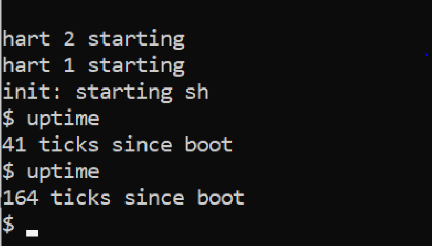 hart 2 starting
hart 1 starting
init: starting sh
$ uptime
41 ticks since boot
$ uptime
164 ticks since boot
$